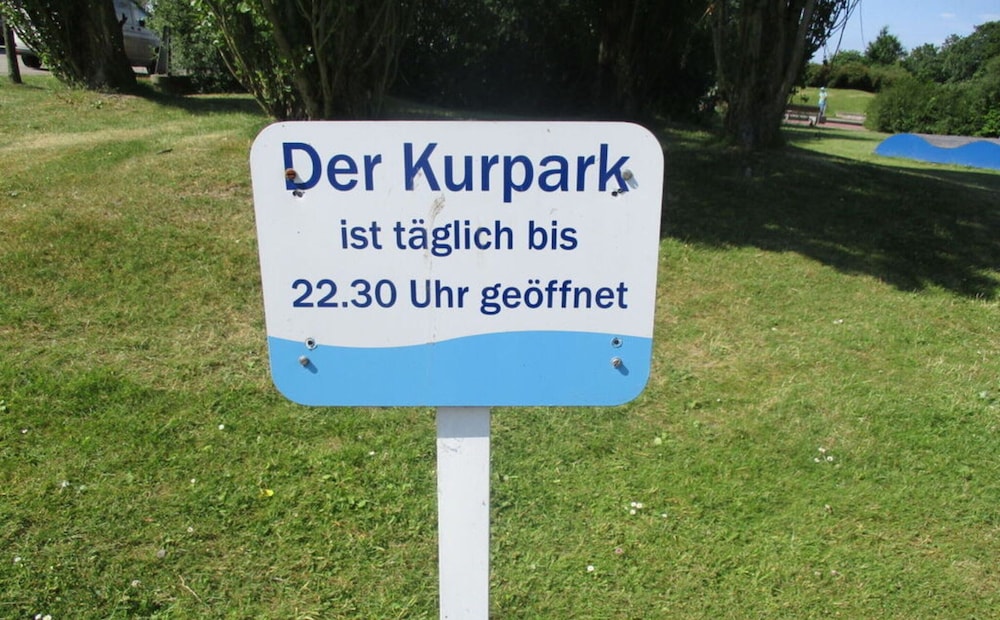 Der Kurpark
ist täglich bis
22.30 Uhr geöffnet